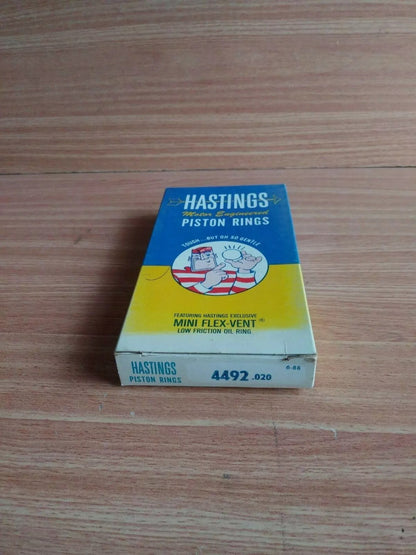 HASTINGS
Motor Engineered
PISTON RINGS
TOUGH...BUT OH SO GENTLE
FEATURING HASTINGS EXCLUSIVE
MINI FLEX-VENT®
LOW FRICTION OIL RING
HASTINGS
PISTON RINGS
4492 .020
6-88